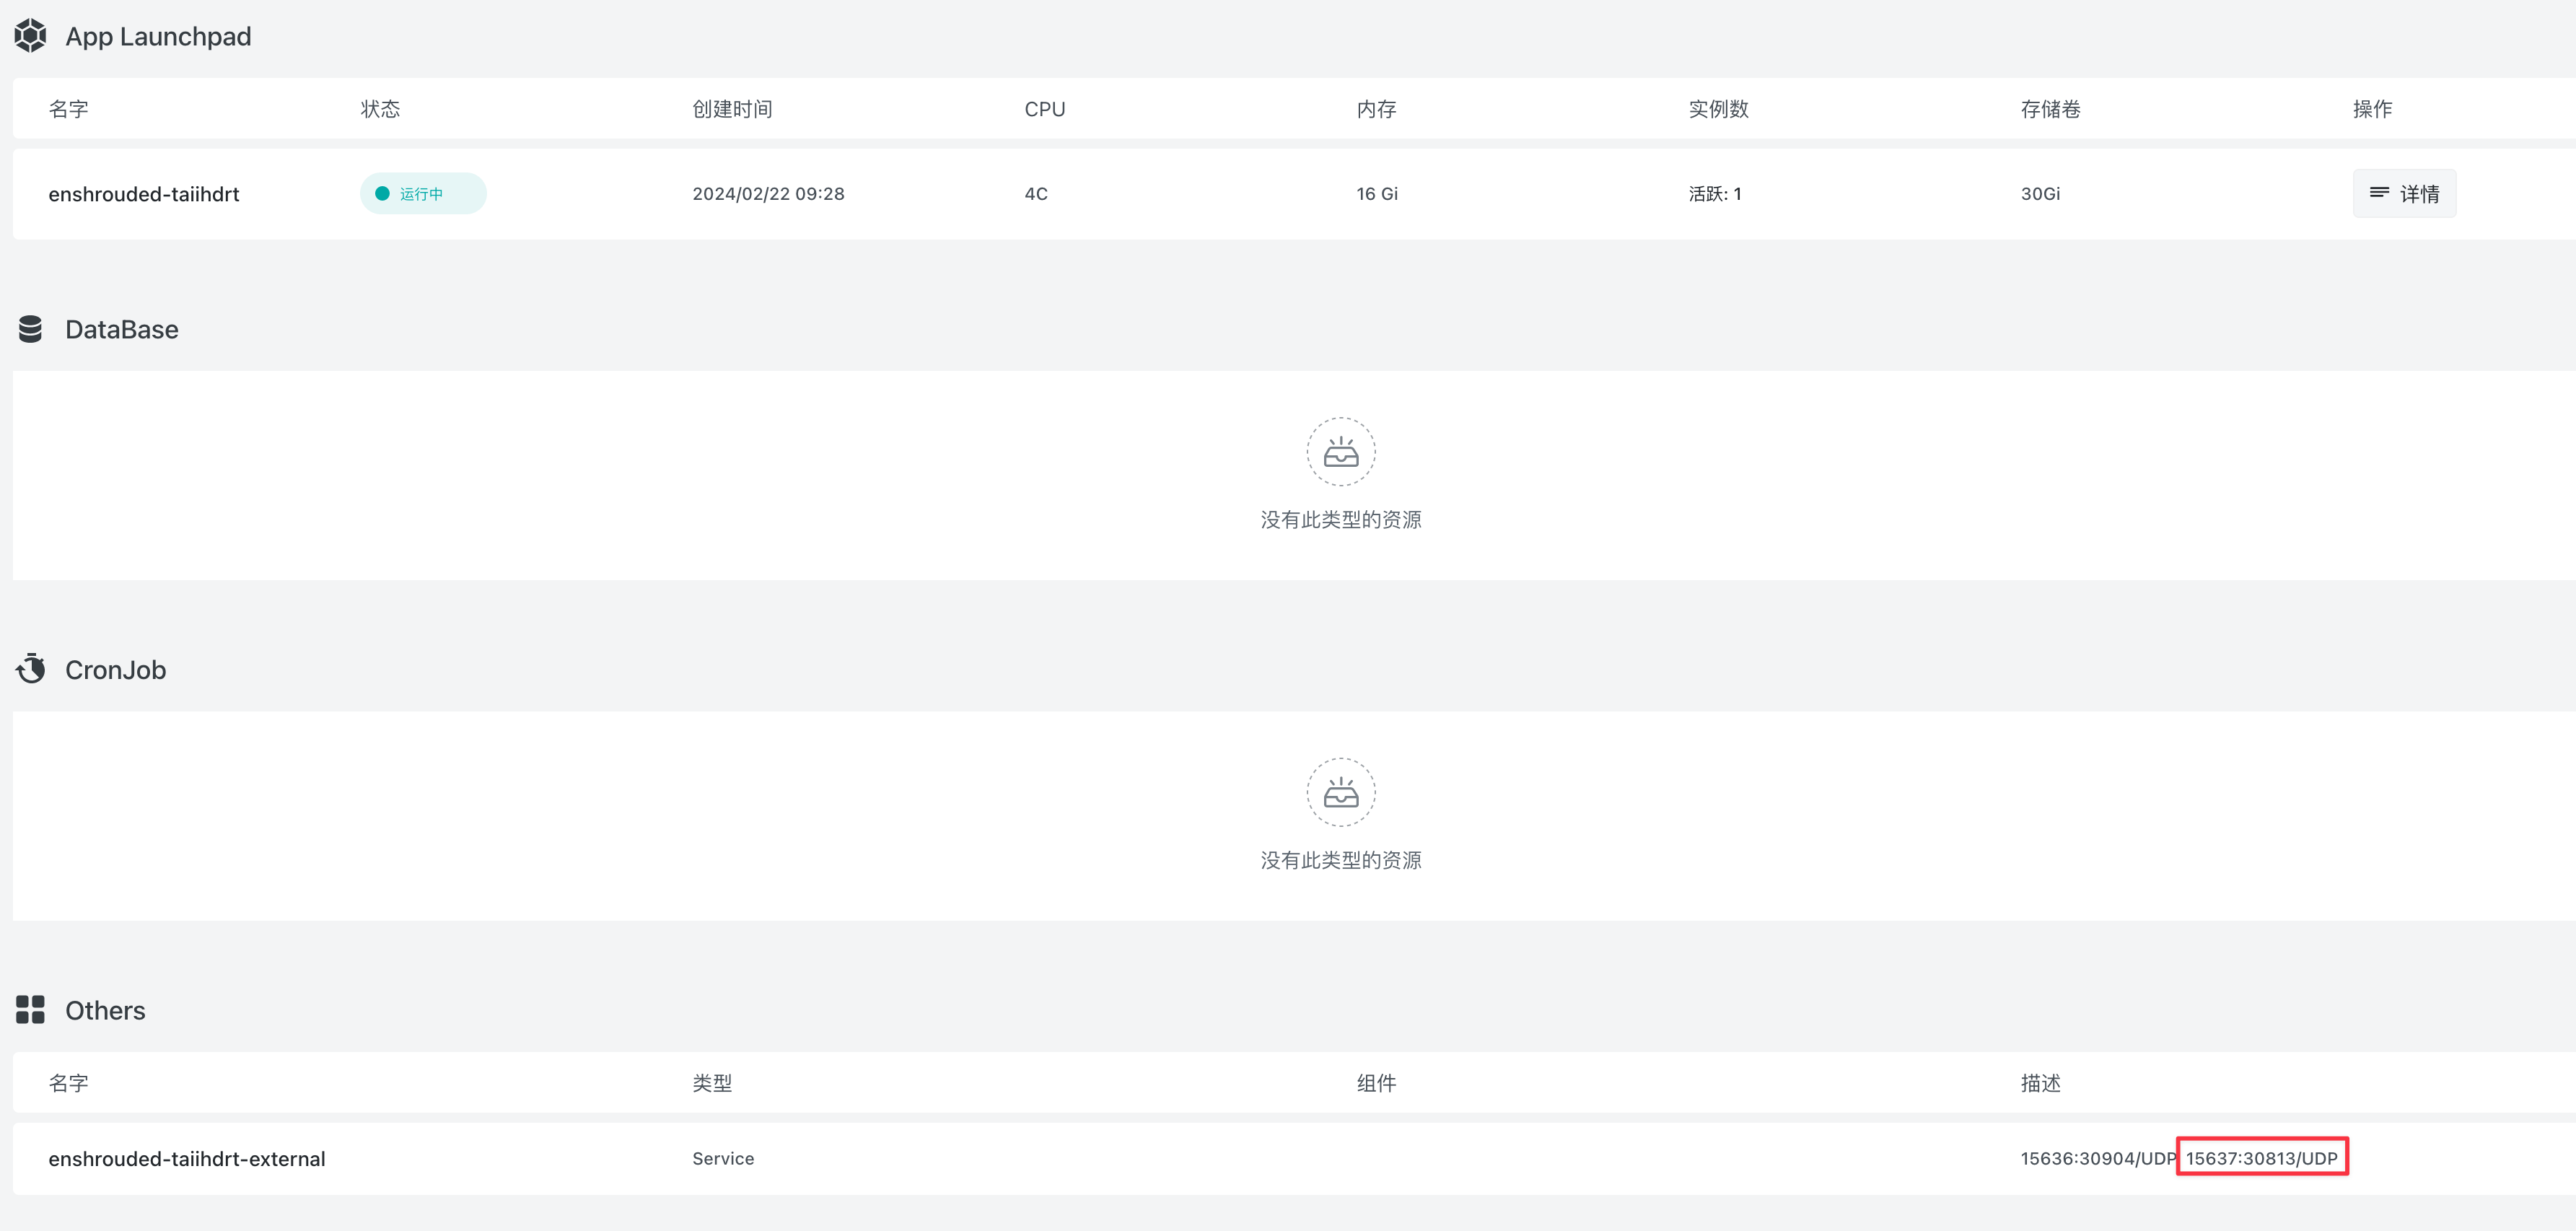 App Launchpad
名字 状态 创建时间 CPU 内存 实例数 存储卷 操作
enshrouded-taiihdrt 运行中 2024/02/22 09:28 4C 16 Gi 活跃: 1 30Gi 详情
DataBase
没有此类型的资源
CronJob
没有此类型的资源
Others
名字 类型 组件 描述
enshrouded-taiihdrt-external Service 15636:30904/UDP 15637:30813/UDP